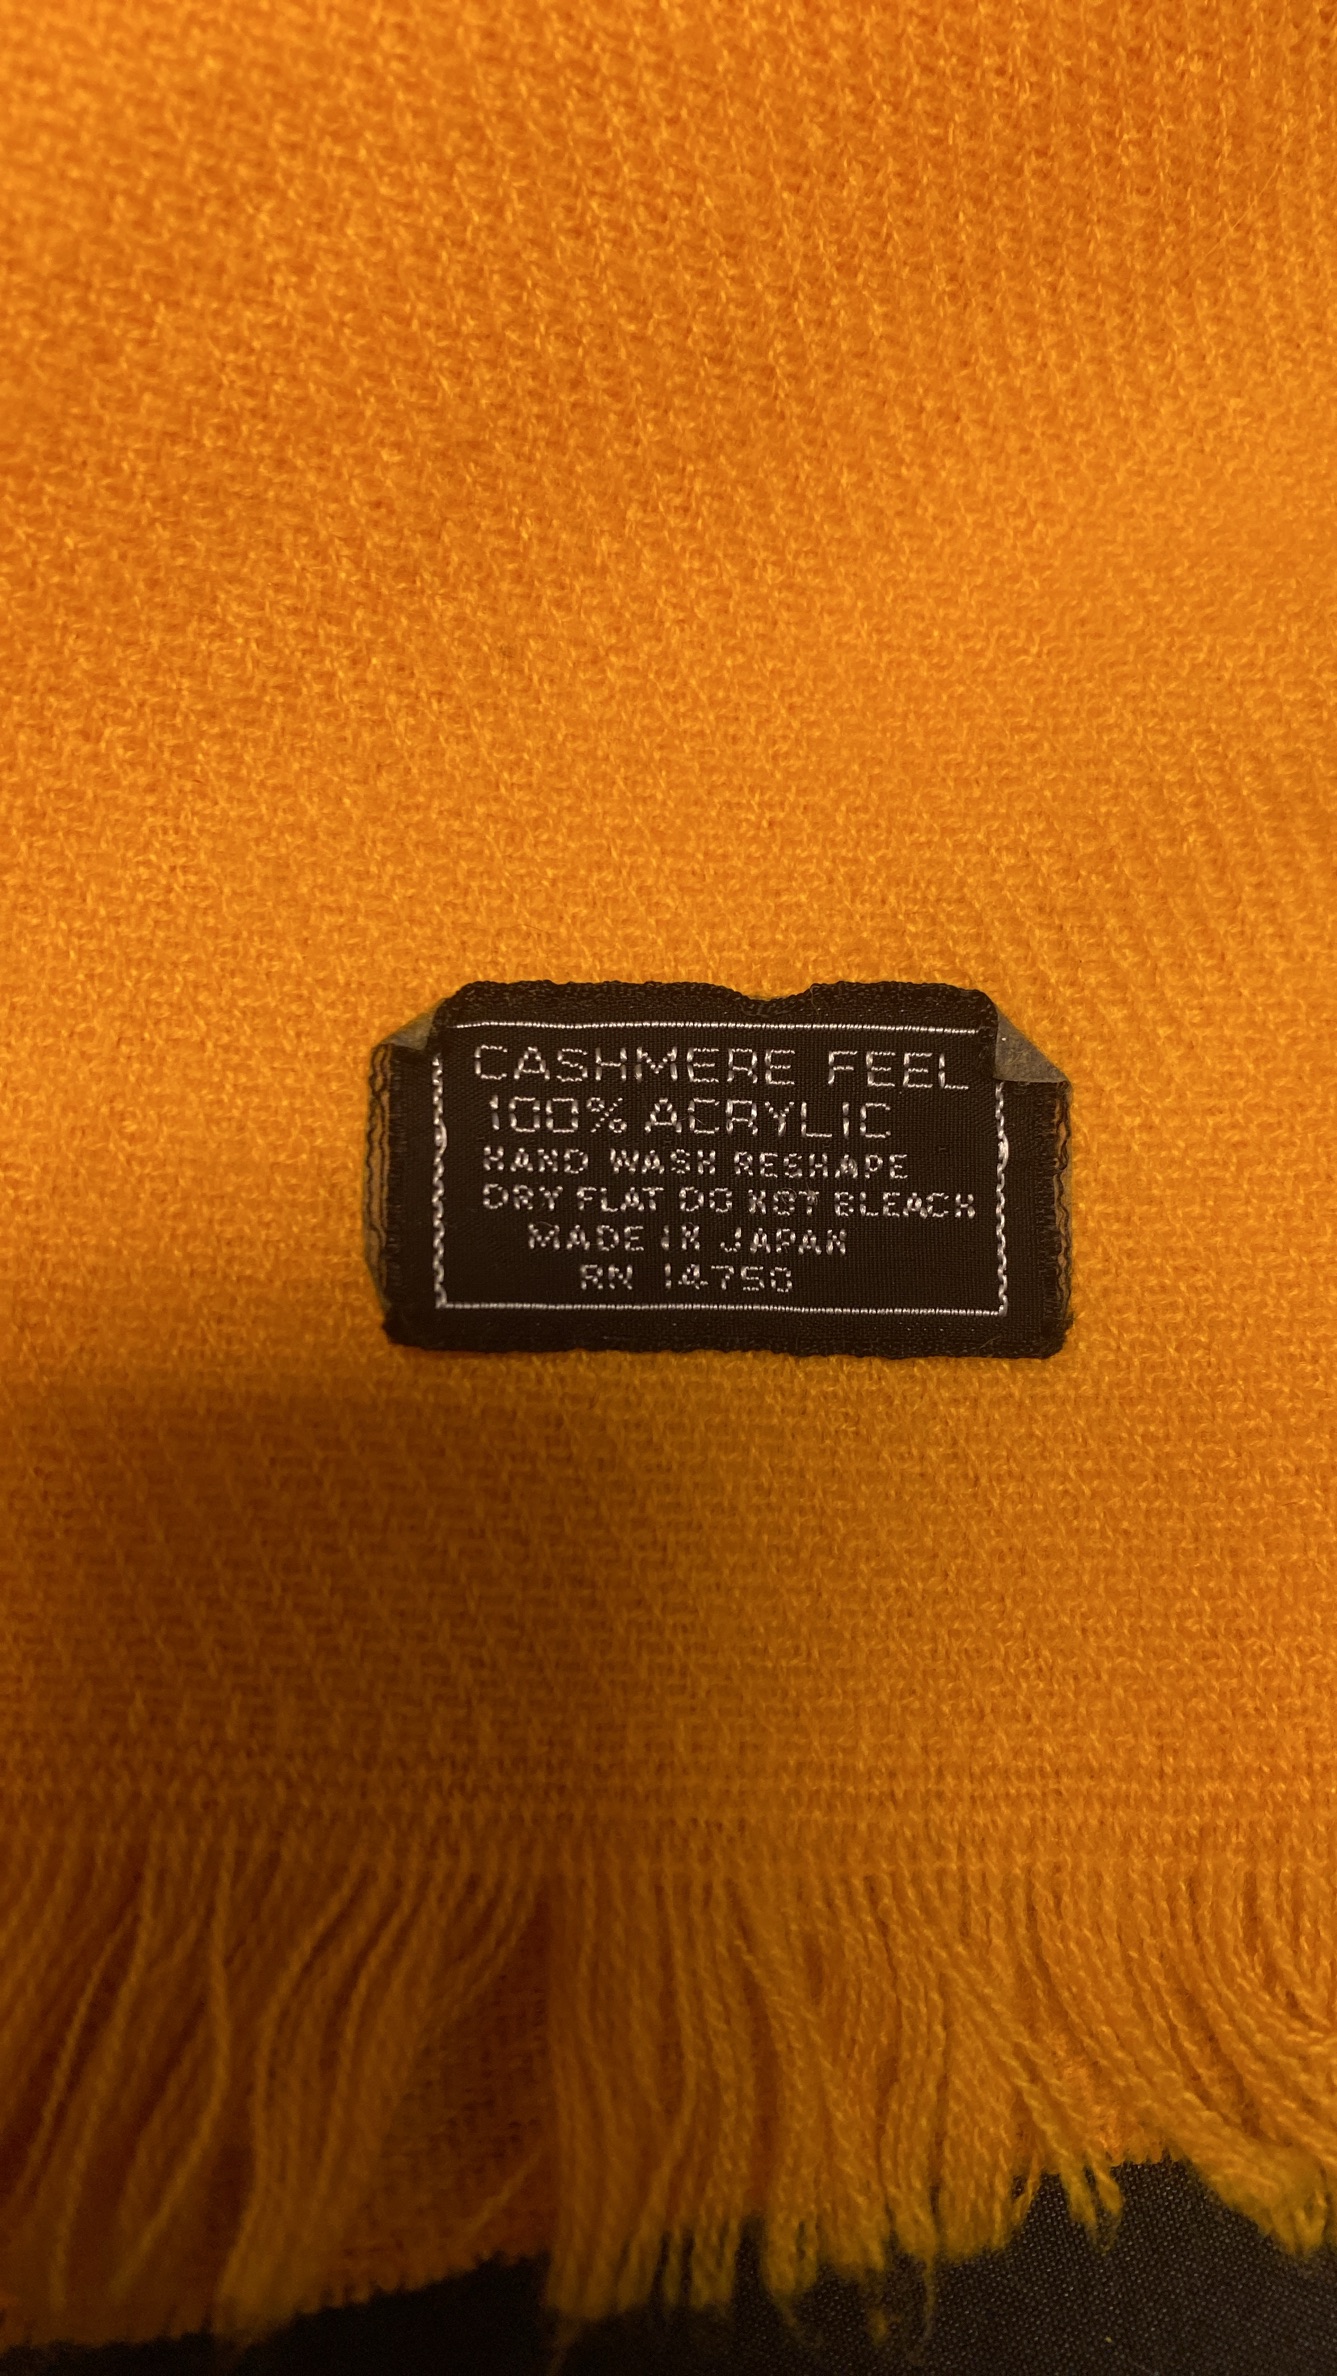 CASHMERE FEEL
100% ACRYLIC
HAND WASH RESHAPE
DRY FLAT DO NOT BLEACH
MADE IN JAPAN
RN 14750